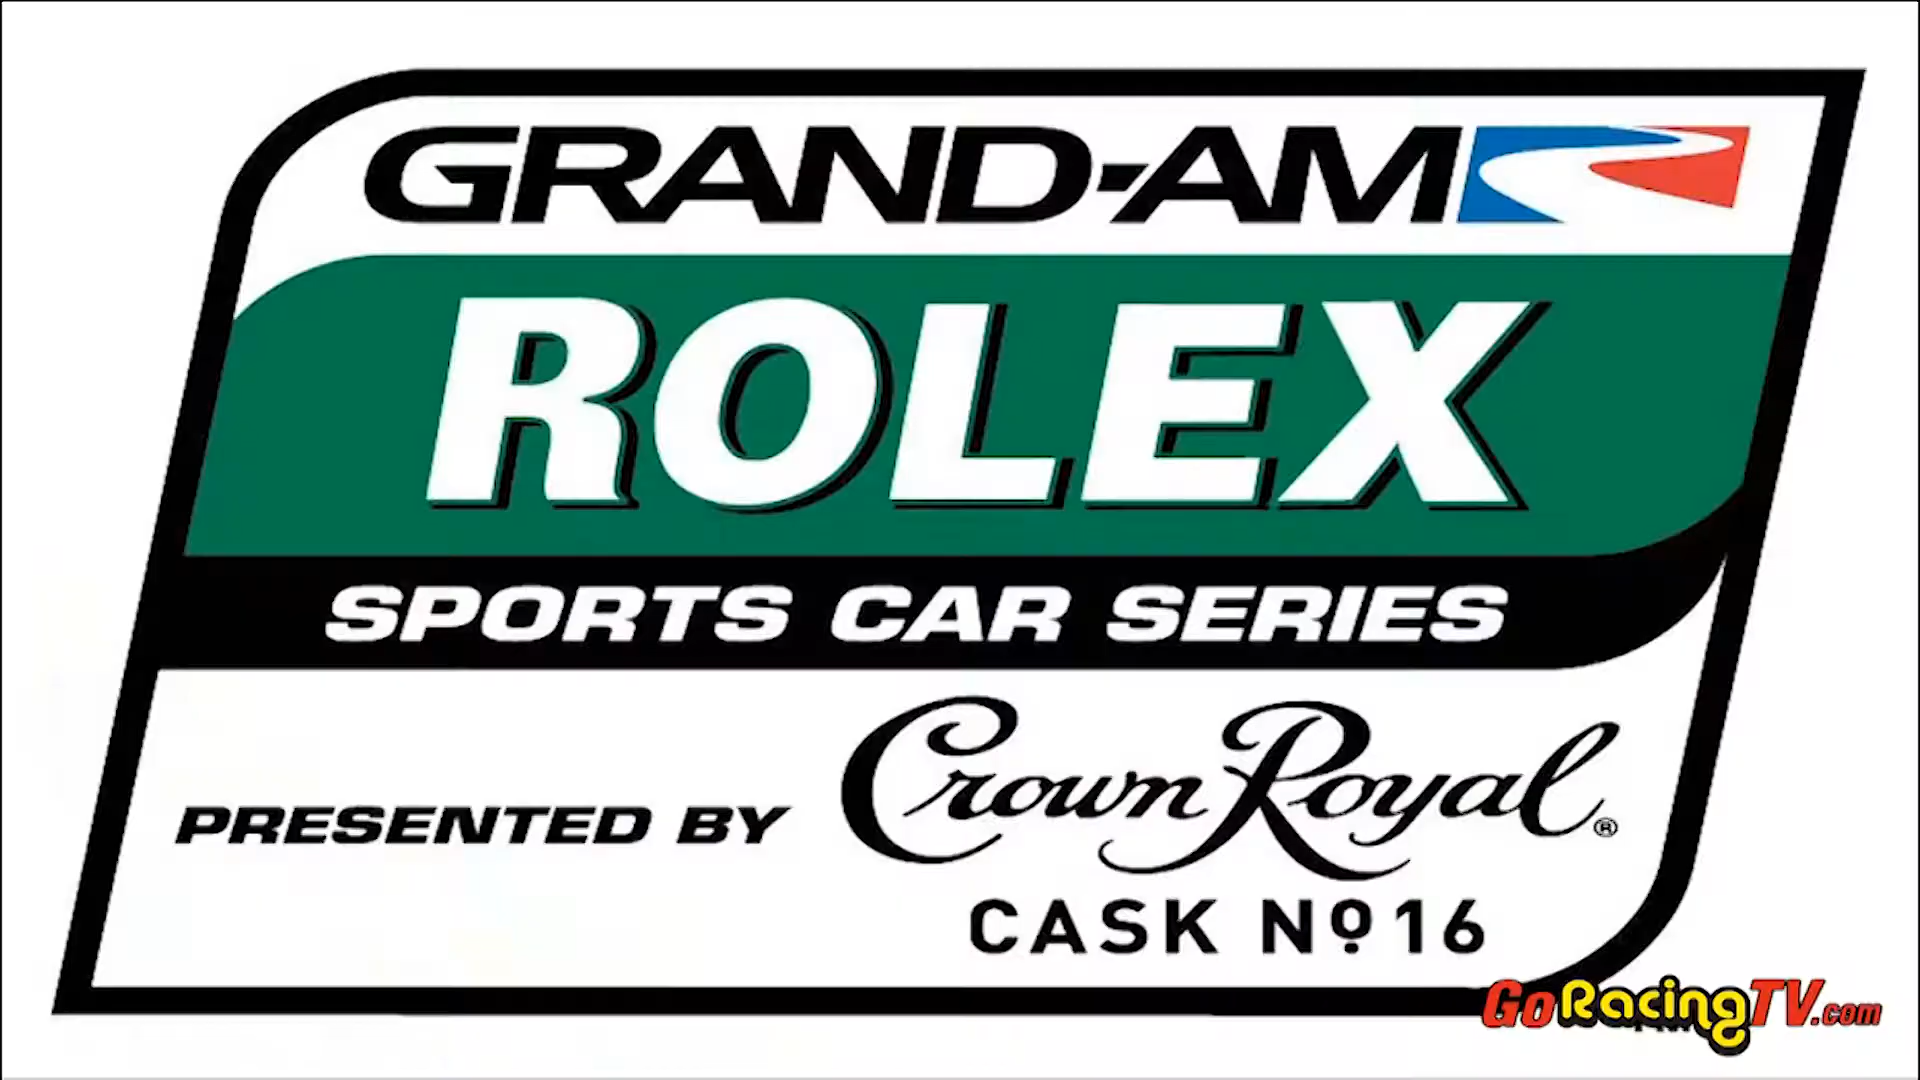 GRAND-AM
ROLEX
SPORTS CAR SERIES
PRESENTED BY Crown Royal®
CASK Nº16
GoRacingTV.com